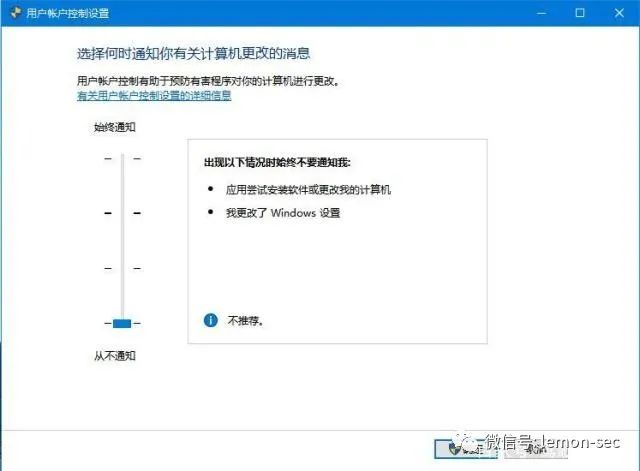 用户帐户控制设置
选择何时通知你有关计算机更改的消息
用户帐户控制有助于预防有害程序对你的计算机进行更改。
有关用户帐户控制设置的详细信息
始终通知
出现以下情况时始终不要通知我:
应用尝试安装软件或更改我的计算机
我更改了 Windows 设置
不推荐。
从不通知
微信号: lemon-sec